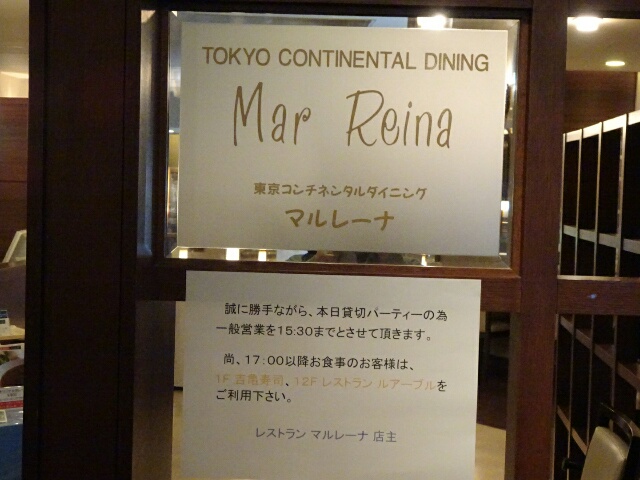 TOKYO CONTINENTAL DINING
Mar Reina
東京コンチネンタルダイニング
マルレーナ
誠に勝手ながら、本日貸切パーティーの為
一般営業を15:30までとさせて頂きます。
尚、17:00以降お食事のお客様は、
1F 百亀寿司、12F レストラン ルアーブルを
ご利用下さい。
レストラン マルレーナ 店主